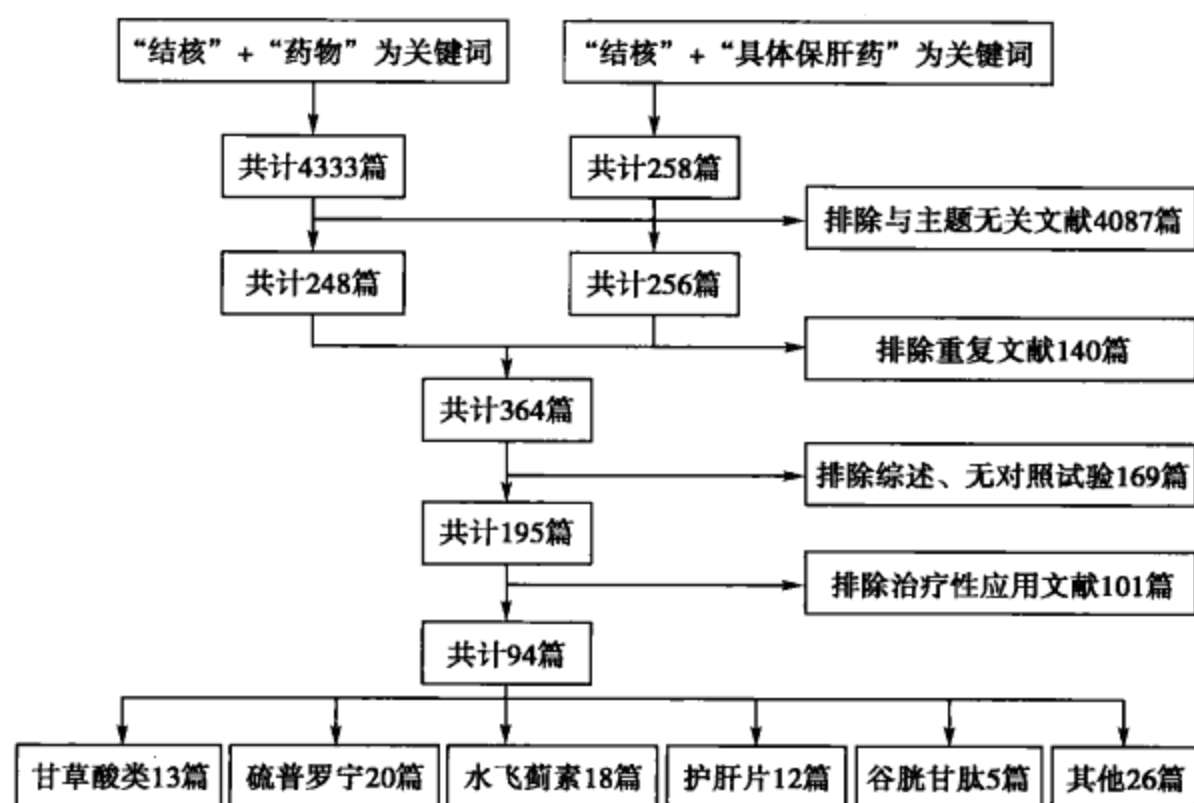 “结核” + “药物” 为关键词
“结核” + “具体保肝药” 为关键词
共计4333篇
共计258篇
排除与主题无关文献4087篇
共计248篇
共计256篇
排除重复文献140篇
共计364篇
排除综述、无对照试验169篇
共计195篇
排除治疗性应用文献101篇
共计94篇
甘草酸类13篇
硫普罗宁20篇
水飞蓟素18篇
护肝片12篇
谷胱甘肽5篇
其他26篇